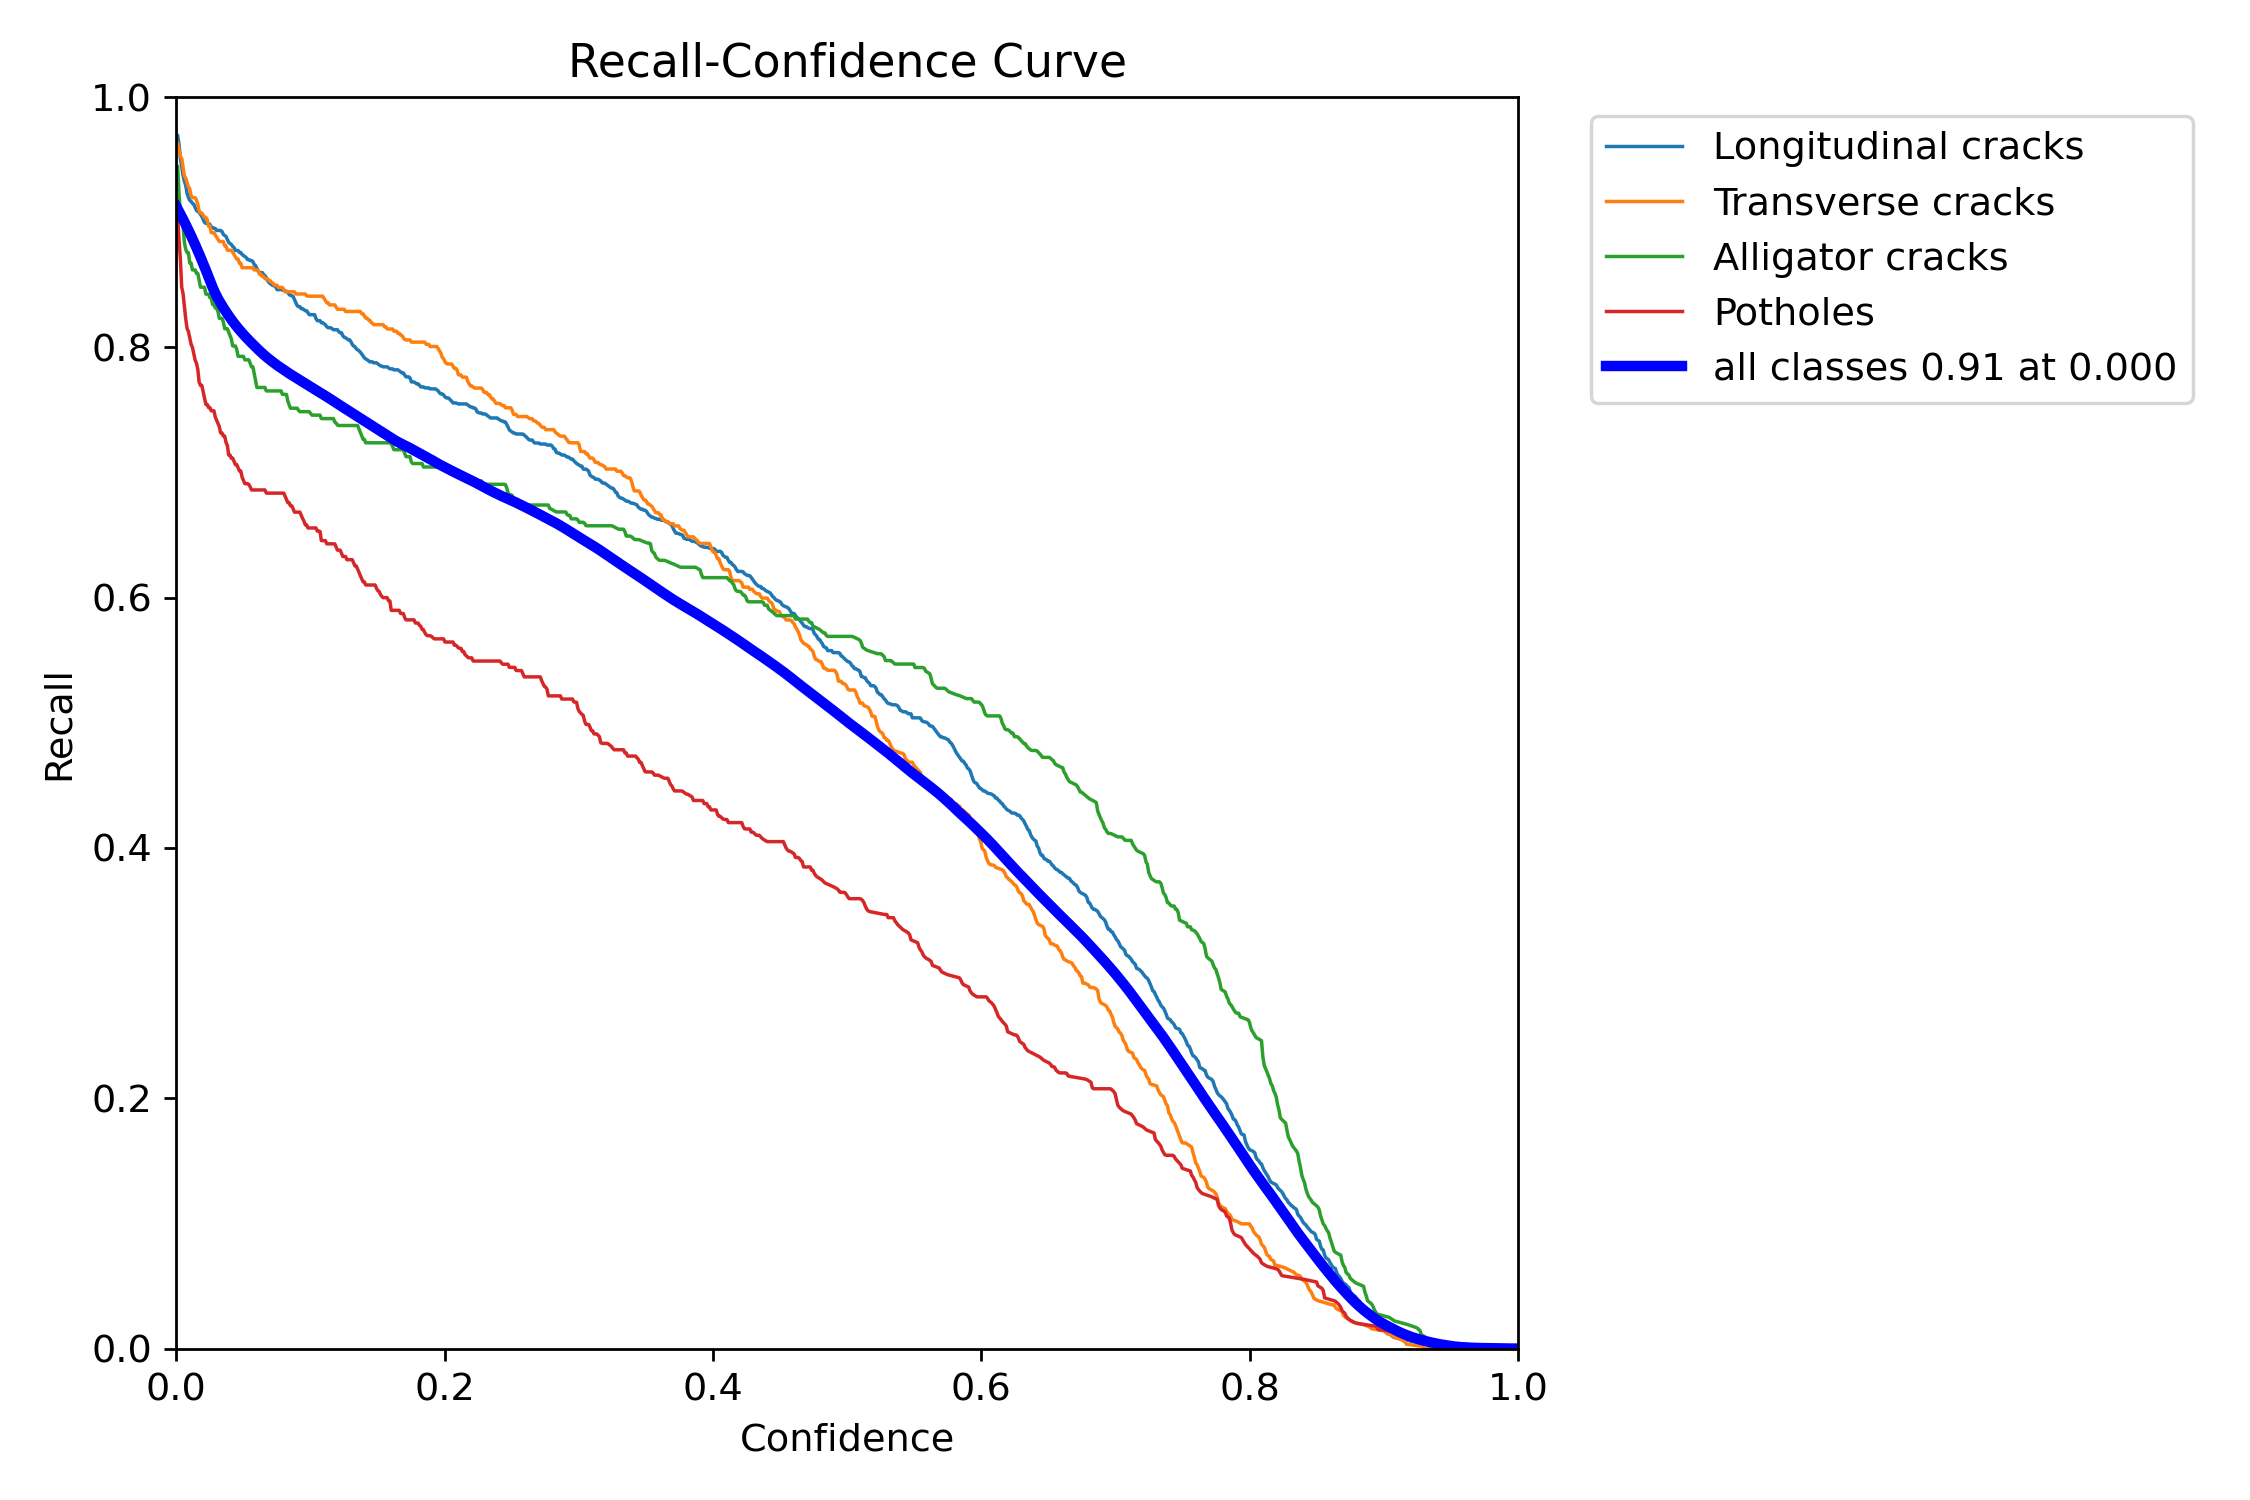 Recall-Confidence Curve
1.0
0.8
0.6
0.4
0.2
0.0
Recall
0.0 0.2 0.4 0.6 0.8 1.0
Confidence
Longitudinal cracks
Transverse cracks
Alligator cracks
Potholes
all classes 0.91 at 0.000